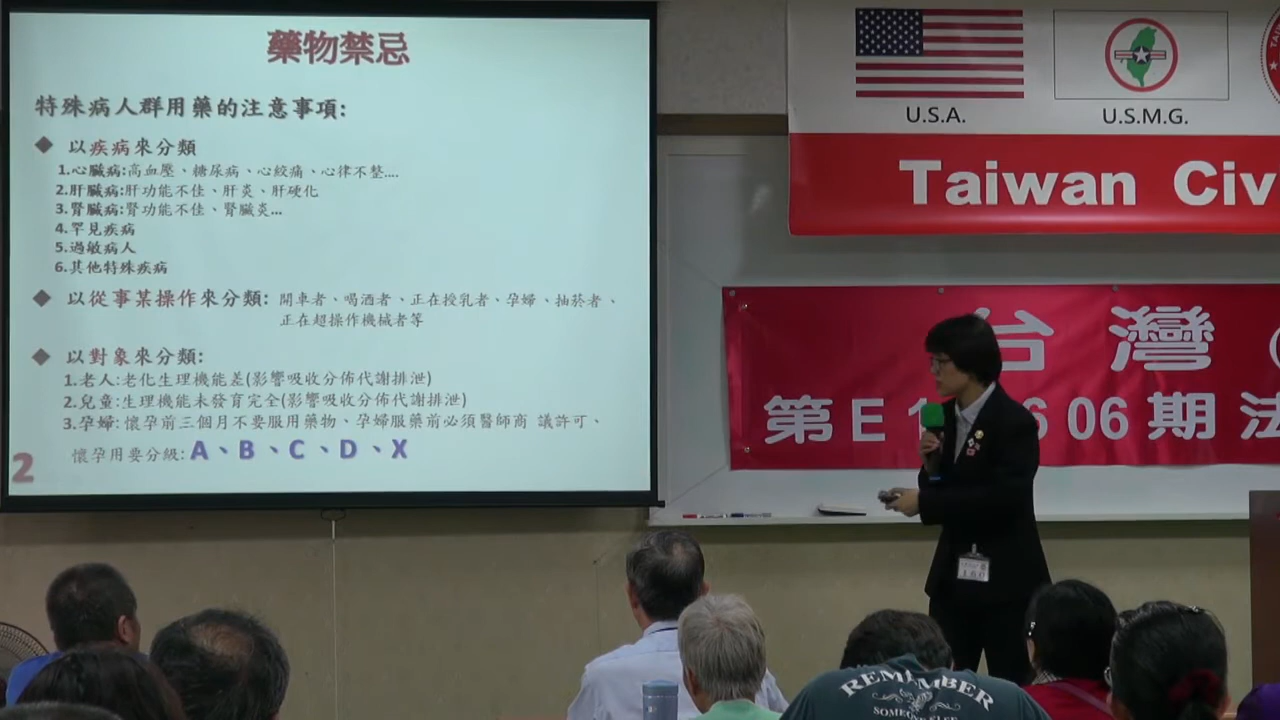 藥物禁忌
特殊病人群用藥的注意事項:
以疾病來分類
1.心臟病:高血壓、糖尿病、心絞痛、心律不整....
2.肝臟病:肝功能不佳、肝炎、肝硬化
3.腎臟病:腎功能不佳、腎臟炎...
4.罕見疾病
5.過敏病人
6.其他特殊疾病
以從事某操作來分類: 開車者、喝酒者、正在授乳者、孕婦、抽菸者、
正在超操作機械者等
以對象來分類:
1.老人:老化生理機能差(影響吸收分佈代謝排泄)
2.兒童:生理機能未發育完全(影響吸收分佈代謝排泄)
3.孕婦: 懷孕前三個月不要服用藥物、孕婦服藥前必須醫師商 議許可、
懷孕用要分級: A、B、C、D、X
2
U.S.A.
U.S.M.G.
Taiwan Civ
台灣
第E1 6 06期法
REMEMBER
SOMEONE ELSE